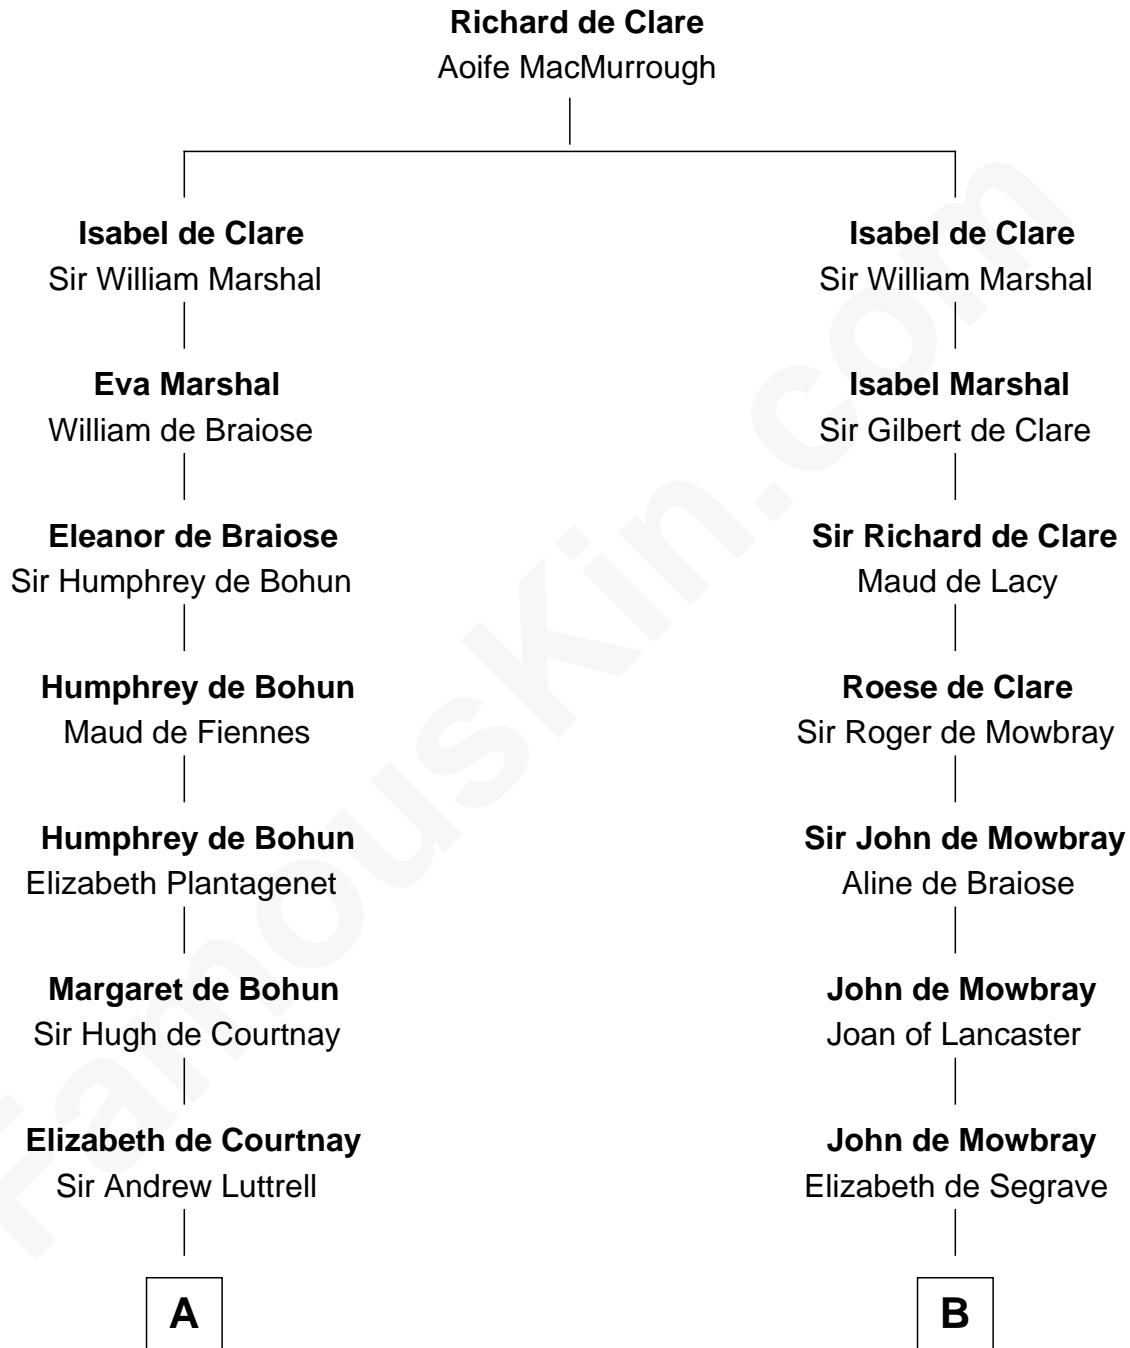 Richard de Clare
Aoife MacMurrough
Isabel de Clare
Sir William Marshal
Eva Marshal
William de Braiose
Eleanor de Braiose
Sir Humphrey de Bohun
Humphrey de Bohun
Maud de Fiennes
Humphrey de Bohun
Elizabeth Plantagenet
Margaret de Bohun
Sir Hugh de Courtnay
Elizabeth de Courtnay
Sir Andrew Luttrell
A
Isabel de Clare
Sir William Marshal
Isabel Marshal
Sir Gilbert de Clare
Sir Richard de Clare
Maud de Lacy
Roese de Clare
Sir Roger de Mowbray
Sir John de Mowbray
Aline de Braiose
John de Mowbray
Joan of Lancaster
John de Mowbray
Elizabeth de Segrave
B
FamousKin.com